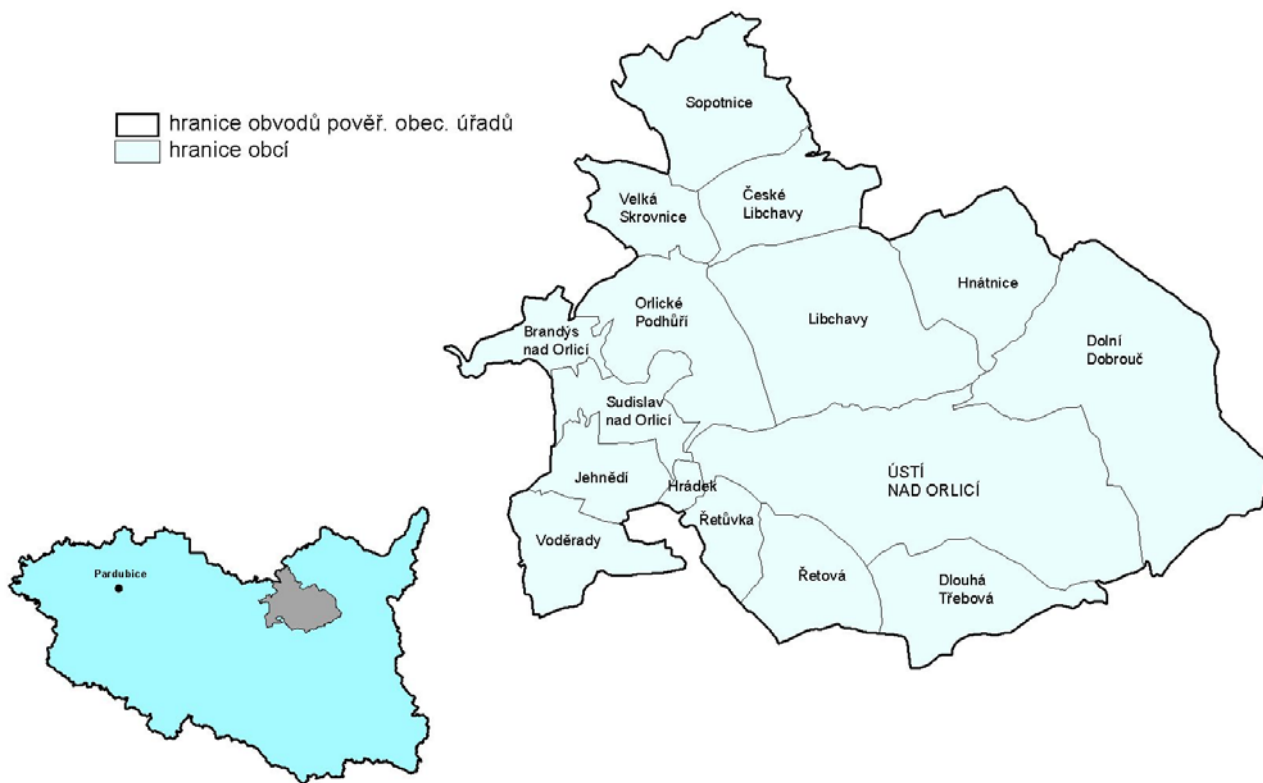 hranice obvodů pověř. obec. úřadů
hranice obcí
Sopotnice
Velká
Skrovnice
České
Libchavy
Hnátnice
Orlické
Podhůří
Libchavy
Brandýs
nad Orlicí
Dolní
Dobrouč
Sudislav
nad Orlicí
ÚSTÍ
NAD ORLICÍ
Jehnědí
Hrádek
Řetůvka
Voděrady
Řetová
Dlouhá
Třebová
Pardubice